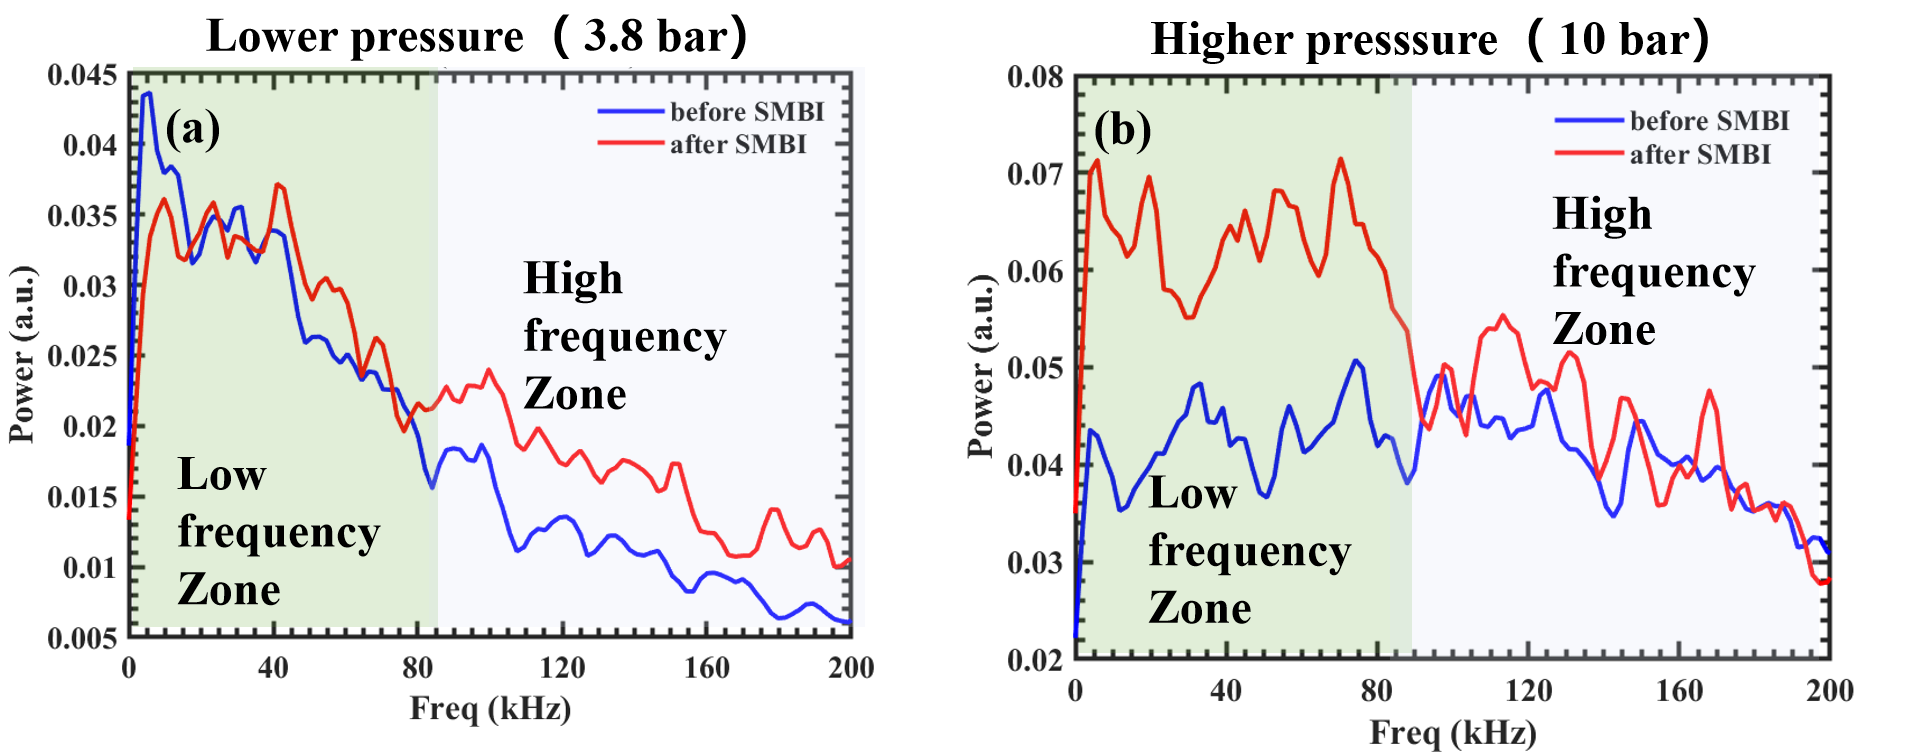 Lower pressure ( 3.8 bar)
0.045
0.04
0.035
0.03
0.025
0.02
0.015
0.01
0.005
Power (a.u.)
(a)
before SMBI
after SMBI
High
frequency
Zone
Low
frequency
Zone
0 40 80 120 160 200
Freq (kHz)
Higher presssure ( 10 bar)
0.08
0.07
0.06
0.05
0.04
0.03
0.02
Power (a.u.)
(b)
before SMBI
after SMBI
High
frequency
Zone
Low
frequency
Zone
0 40 80 120 160 200
Freq (kHz)